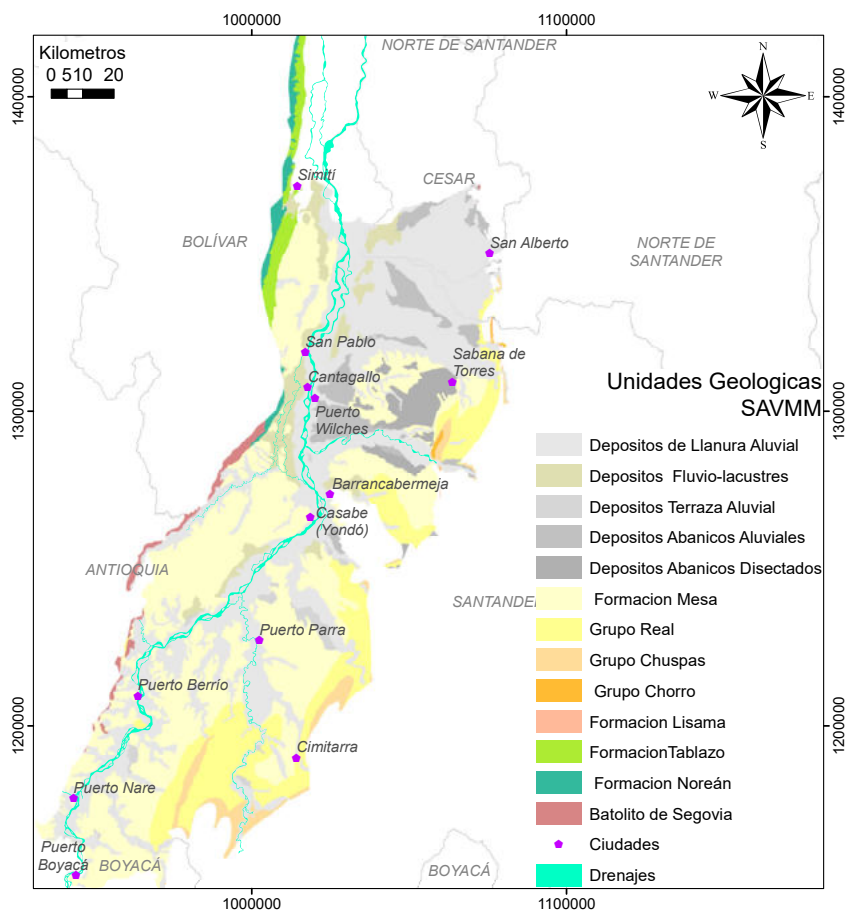 1000000
1100000
Kilometros
0 510 20
NORTE DE SANTANDER
N
W
E
S
1400000
1400000
Simití
CESAR
BOLÍVAR
San Alberto
NORTE DE
SANTANDER
San Pablo
Sabana de
Torres
Cantagallo
Puerto
Wilches
1300000
1300000
Barrancabermeja
Casabe
(Yondó)
ANTIOQUIA
SANTANDER
Puerto Parra
Puerto Berrío
1200000
1200000
Cimitarra
Puerto Nare
Puerto
Boyacá
BOYACÁ
BOYACÁ
Unidades Geologicas
SAVMM
Depositos de Llanura Aluvial
Depositos Fluvio-lacustres
Depositos Terraza Aluvial
Depositos Abanicos Aluviales
Depositos Abanicos Disectados
Formacion Mesa
Grupo Real
Grupo Chuspas
Grupo Chorro
Formacion Lisama
FormacionTablazo
Formacion Noreán
Batolito de Segovia
Ciudades
Drenajes
1000000
1100000